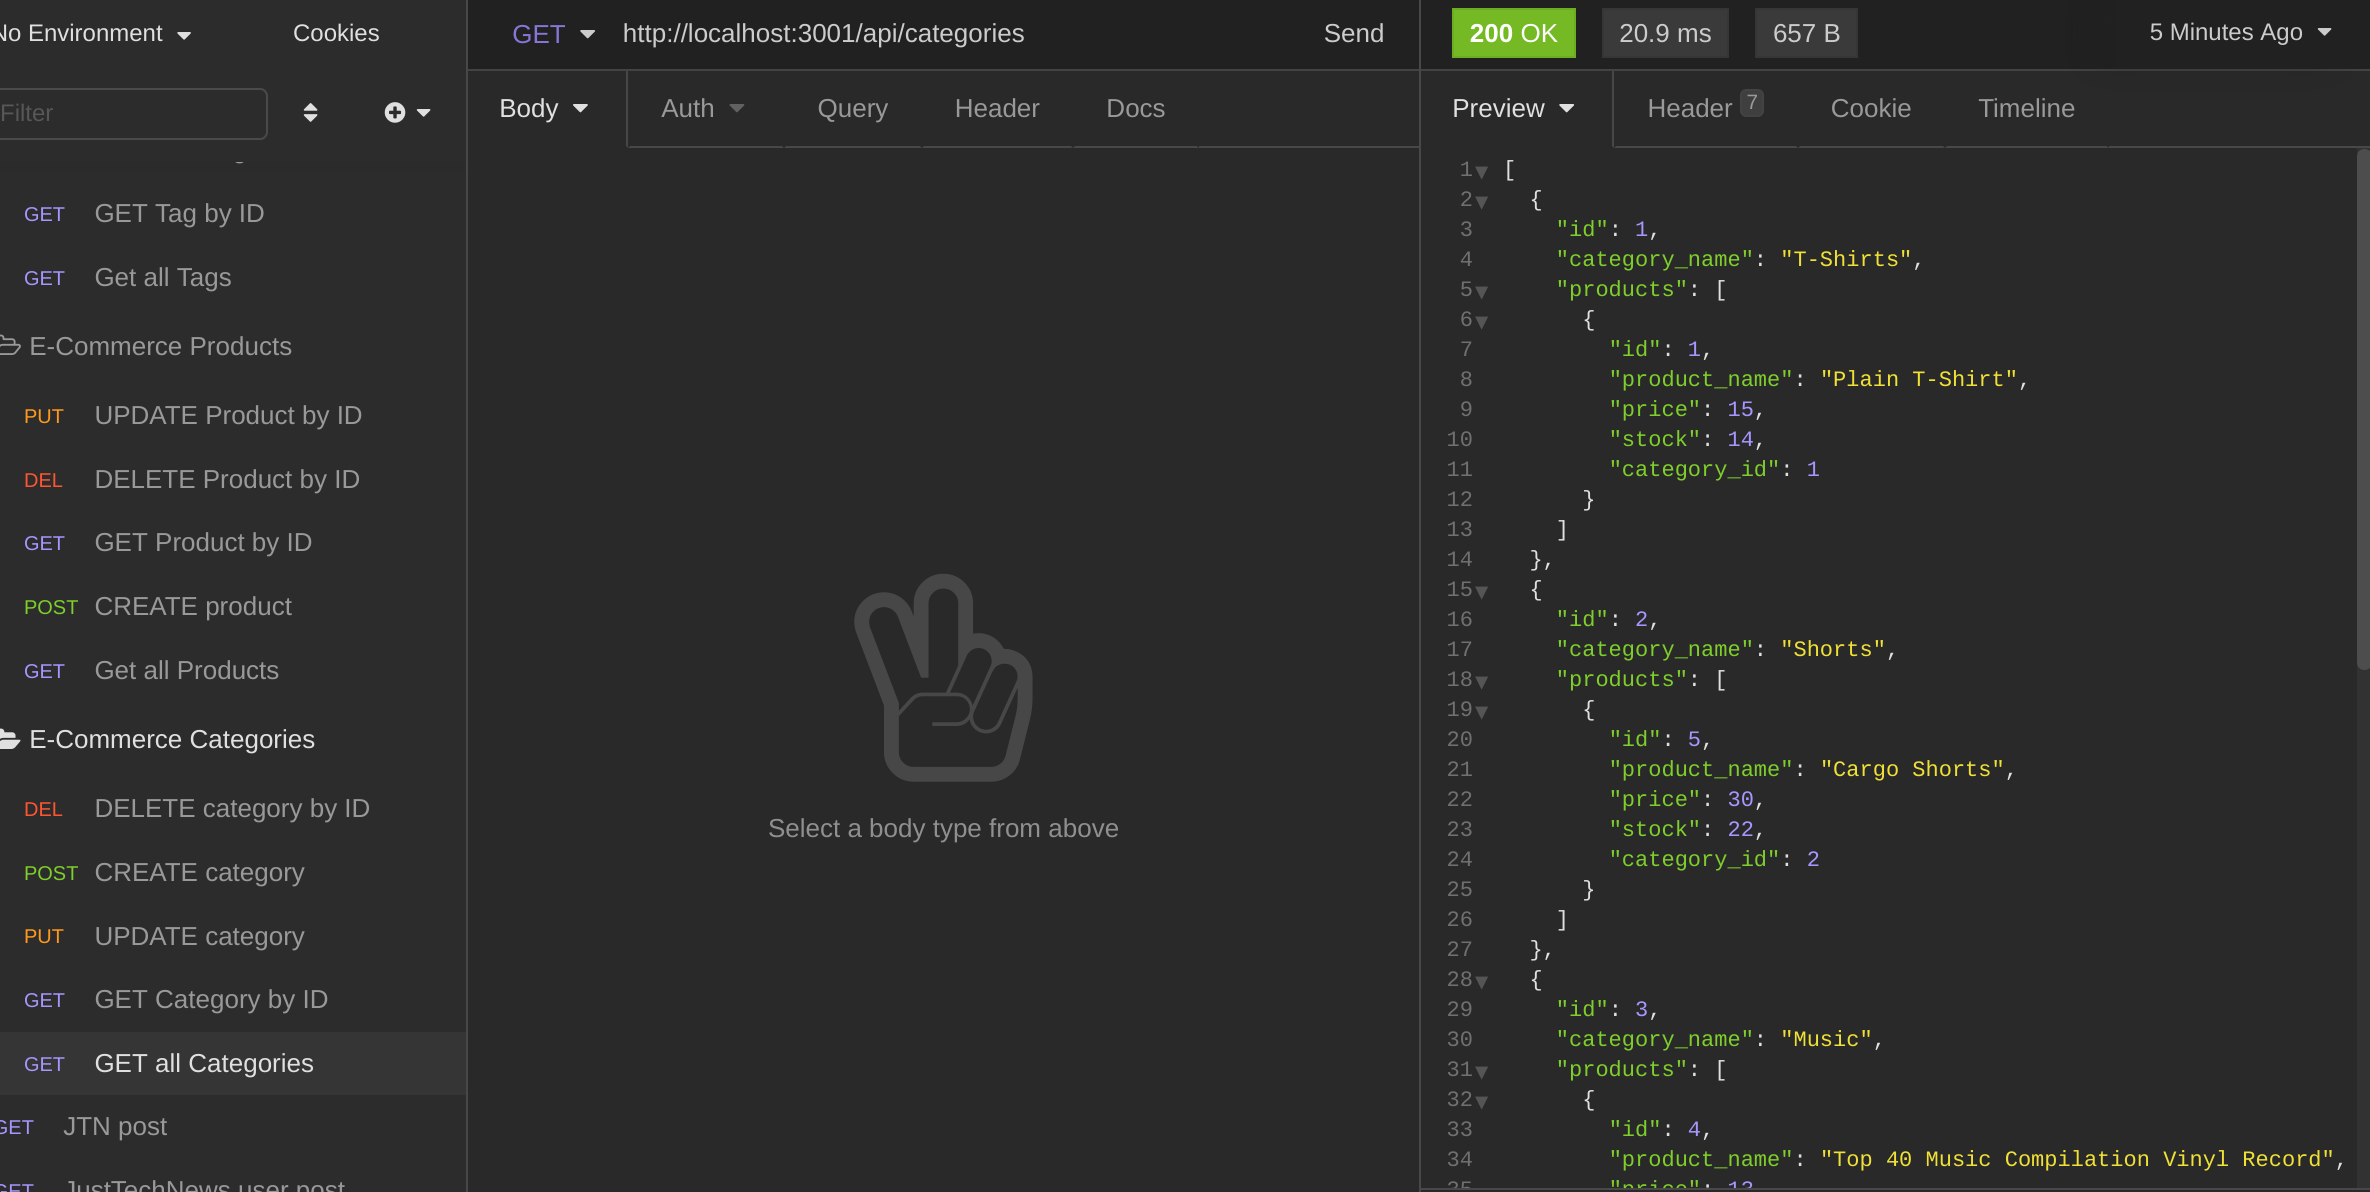 No Environment
Cookies
Filter
GET GET Tag by ID
GET Get all Tags
E-Commerce Products
PUT UPDATE Product by ID
DEL DELETE Product by ID
GET GET Product by ID
POST CREATE product
GET Get all Products
E-Commerce Categories
DEL DELETE category by ID
POST CREATE category
PUT UPDATE category
GET GET Category by ID
GET GET all Categories
GET JTN post
GET JustTechNews user post
GET http://localhost:3001/api/categories Send
Body Auth Query Header Docs
Select a body type from above
200 OK 20.9 ms 657 B 5 Minutes Ago
Preview Header 7 Cookie Timeline
1 [
2 {
3 "id": 1,
4 "category_name": "T-Shirts",
5 "products": [
6 {
7 "id": 1,
8 "product_name": "Plain T-Shirt",
9 "price": 15,
10 "stock": 14,
11 "category_id": 1
12 }
13 ]
14 },
15 {
16 "id": 2,
17 "category_name": "Shorts",
18 "products": [
19 {
20 "id": 5,
21 "product_name": "Cargo Shorts",
22 "price": 30,
23 "stock": 22,
24 "category_id": 2
25 }
26 ]
27 },
28 {
29 "id": 3,
30 "category_name": "Music",
31 "products": [
32 {
33 "id": 4,
34 "product_name": "Top 40 Music Compilation Vinyl Record",
35 "price": 13